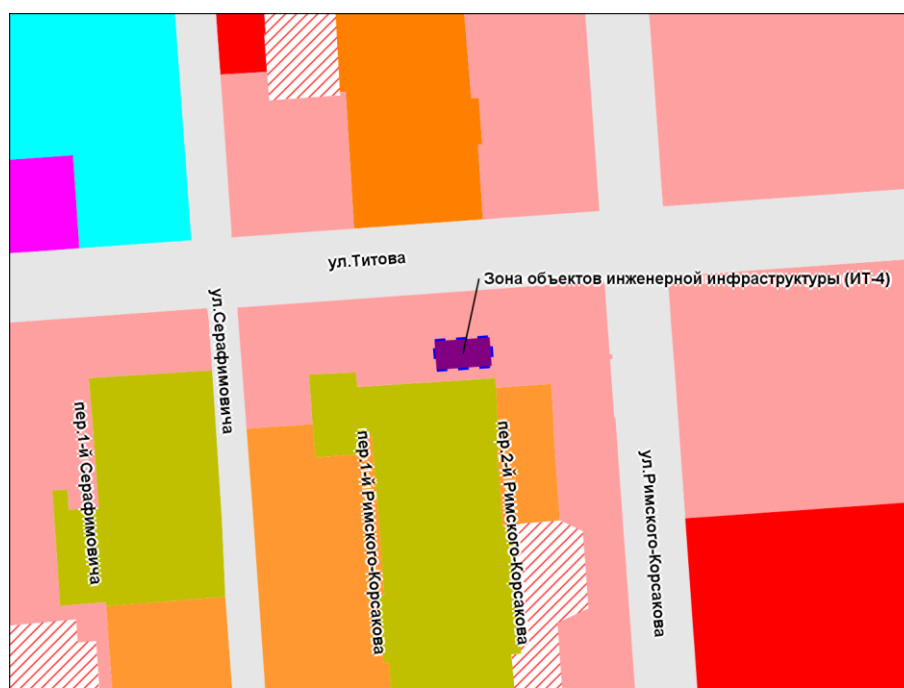 ул.Титова
Зона объектов инженерной инфраструктуры (ИТ-4)
ул.Серафимовича
пер.1-й Серафимовича
пер.1-й Римского-Корсакова
пер.2-й Римского-Корсакова
ул.Римского-Корсакова